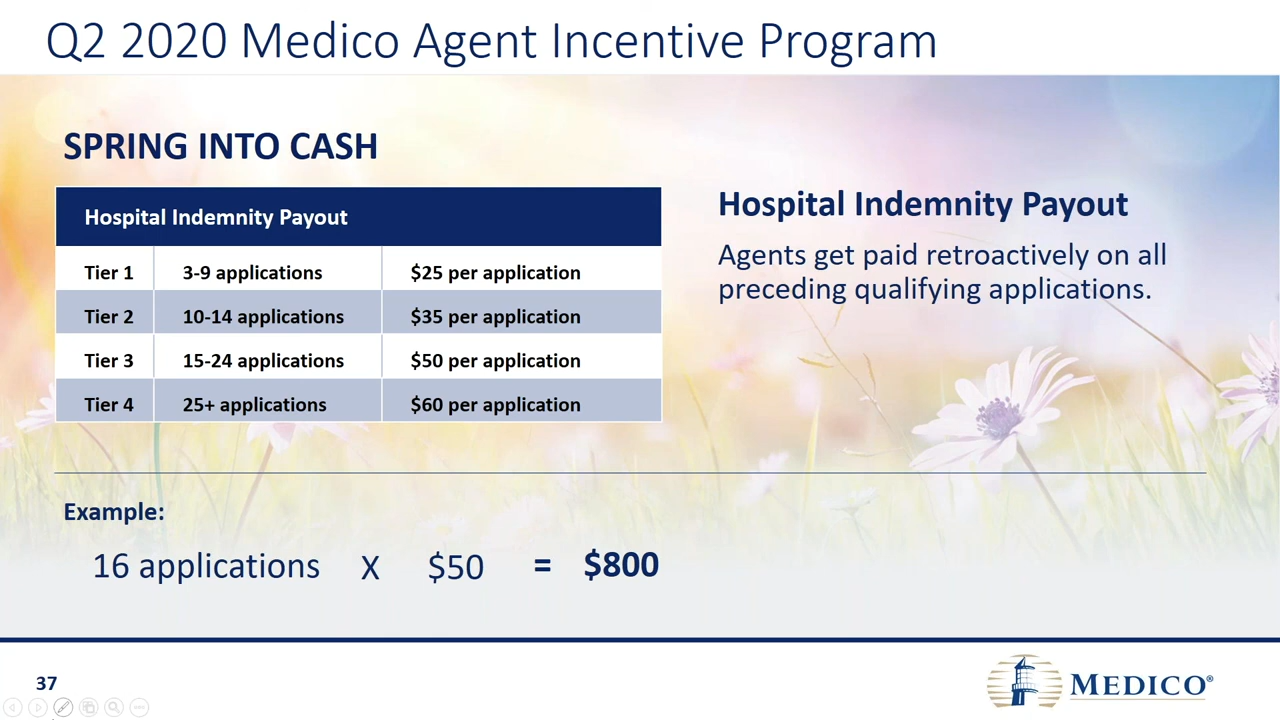 Q2 2020 Medico Agent Incentive Program
SPRING INTO CASH
Hospital Indemnity Payout
Tier 1 3-9 applications $25 per application
Tier 2 10-14 applications $35 per application
Tier 3 15-24 applications $50 per application
Tier 4 25+ applications $60 per application
Hospital Indemnity Payout
Agents get paid retroactively on all
preceding qualifying applications.
Example:
16 applications X $50 = $800
37
MEDICO®